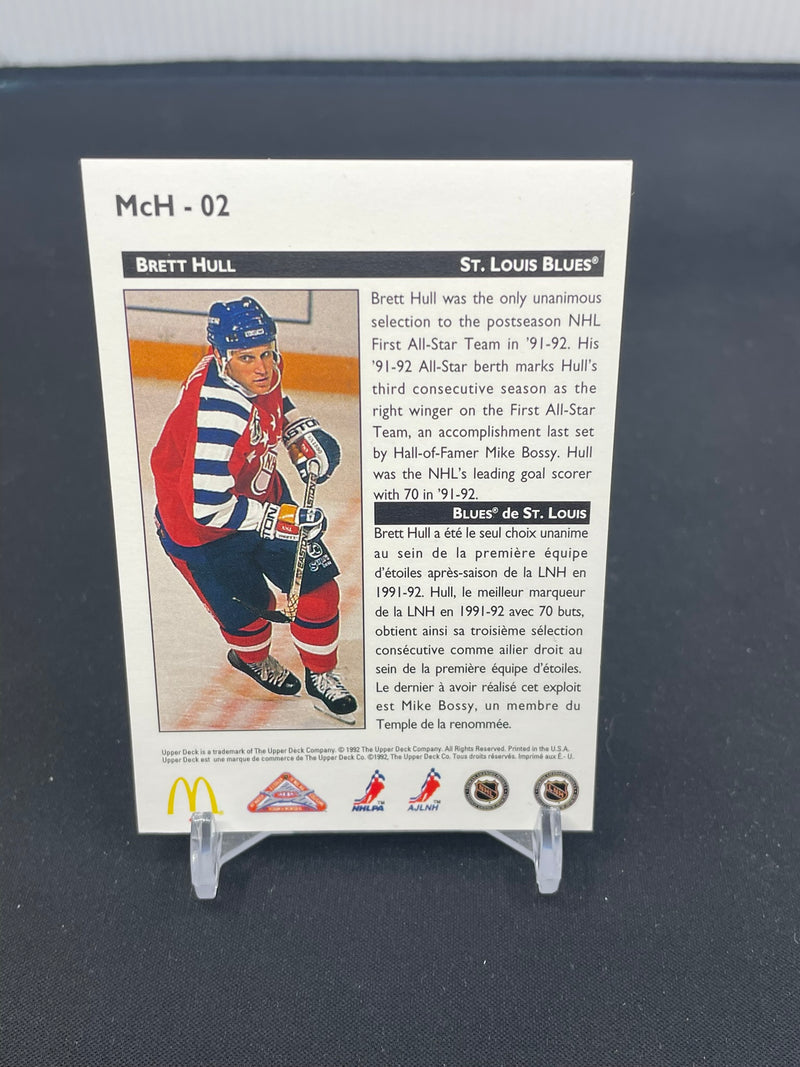 McH - 02
BRETT HULL
ST. LOUIS BLUES®
Brett Hull was the only unanimous
selection to the postseason NHL
First All-Star Team in '91-92. His
'91-92 All-Star berth marks Hull's
third consecutive season as the
right winger on the First All-Star
Team, an accomplishment last set
by Hall-of-Famer Mike Bossy. Hull
was the NHL's leading goal scorer
with 70 in '91-92.
BLUES® de ST. LOUIS
Brett Hull a été le seul choix unanime
au sein de la première équipe
d'étoiles après-saison de la LNH en
1991-92. Hull, le meilleur marqueur
de la LNH en 1991-92 avec 70 buts,
obtient ainsi sa troisième sélection
consécutive comme ailier droit au
sein de la première équipe d'étoiles.
Le dernier à avoir réalisé cet exploit
est Mike Bossy, un membre du
Temple de la renommée.
Upper Deck is a trademark of The Upper Deck Company. © 1992 The Upper Deck Company. All Rights Reserved. Printed in the U.S.A.
Upper Deck est une marque de commerce de The Upper Deck Co. ©1992, The Upper Deck Co. Tous droits réservés. Imprimé aux É.- U.
NHLPA™
AJLNH™
NHL
LNH